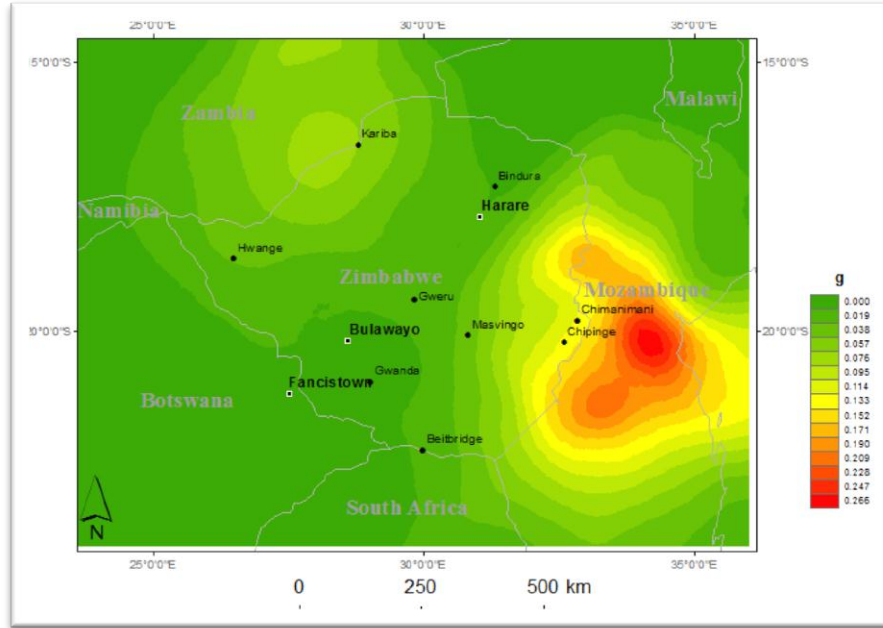 25°0'0"E 30°0'0"E 35°0'0"E
5°0'0"S 15°0'0"S
Malawi
Zambia
Kariba
Bindura
Harare
Namibia
Hwange
Zimbabwe
Mozambique
Gweru
Chimanimani
0°0'0"S 20°0'0"S
Masvingo
Chipinge
Bulawayo
Gwanda
Fancistown
Botswana
Beitbridge
South Africa
N
25°0'0"E 30°0'0"E 35°0'0"E
0 250 500 km
g
0.000
0.019
0.038
0.057
0.076
0.095
0.114
0.133
0.152
0.171
0.190
0.209
0.228
0.247
0.266